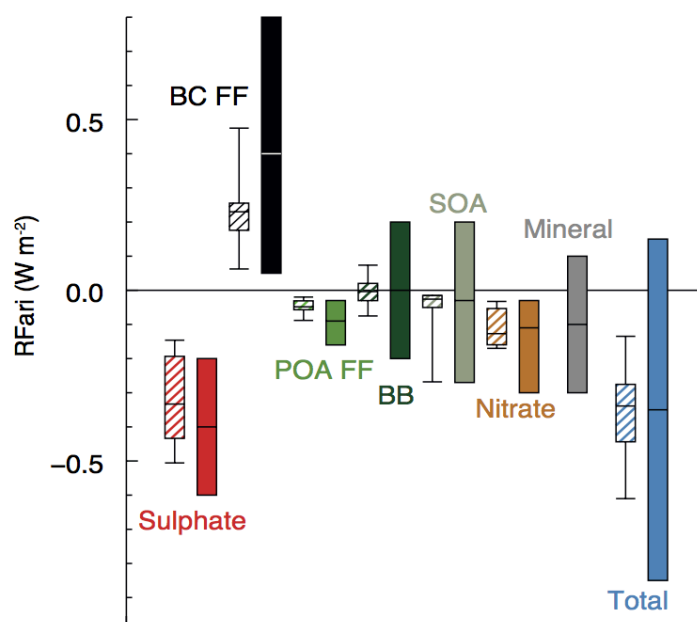 BC FF
0.5
SOA
Mineral
0.0
RFari (W m⁻²)
POA FF
BB
Nitrate
−0.5
Sulphate
Total